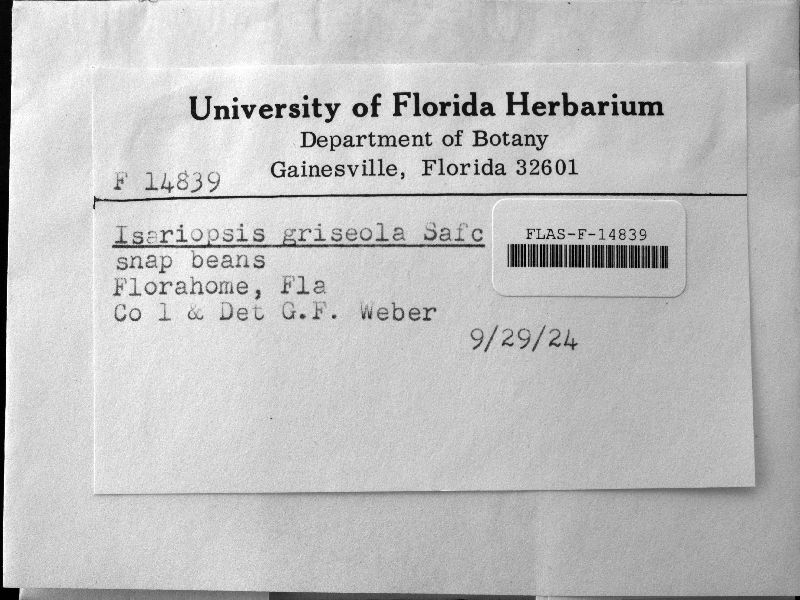 University of Florida Herbarium
Department of Botany
Gainesville, Florida 32601
F 14839
Isariopsis griseola Safc
FLAS-F-14839
snap beans
Florahome, Fla
Co l & Det G.F. Weber
9/29/24